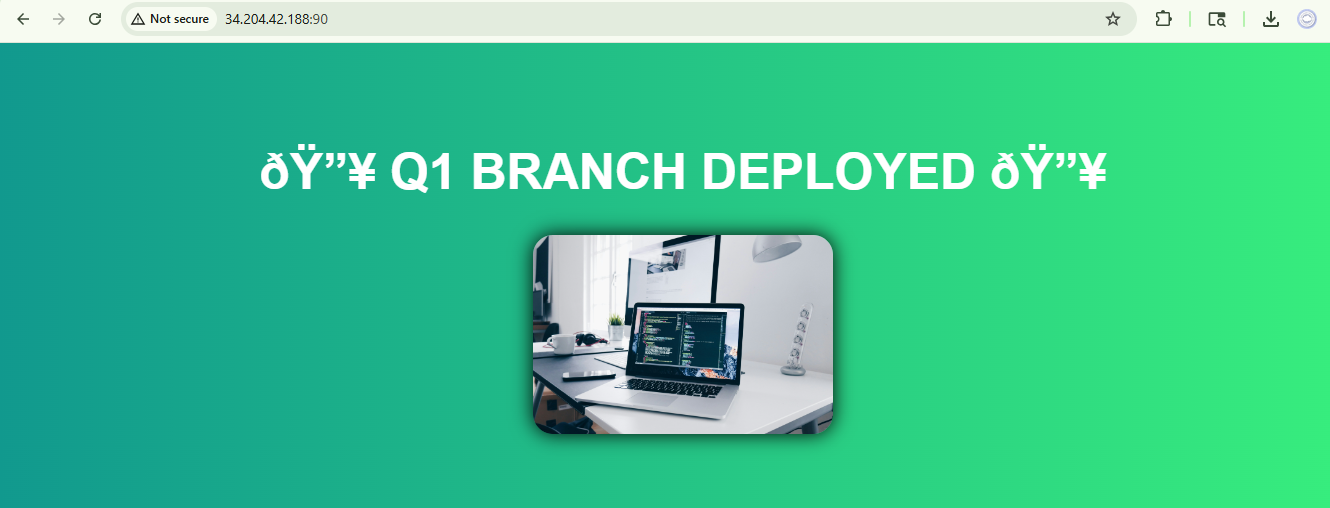 Not secure 34.204.42.188:90
ðŸ”¥ Q1 BRANCH DEPLOYED ðŸ”¥